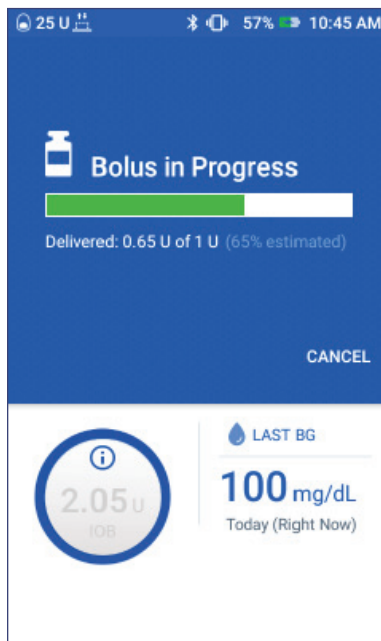 25 U 57% 10:45 AM
Bolus in Progress
Delivered: 0.65 U of 1 U (65% estimated)
CANCEL
2.05 U
IOB
LAST BG
100 mg/dL
Today (Right Now)